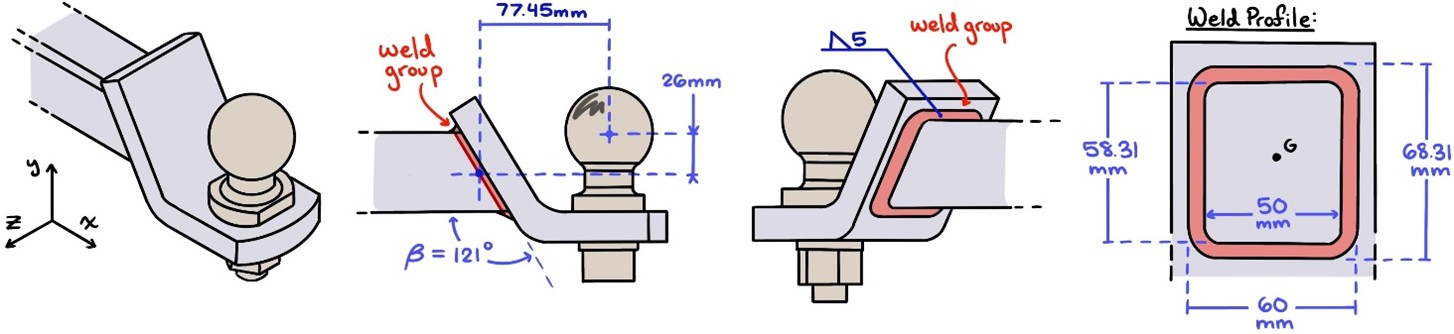 y
z
x
77.45mm
weld
group
26mm
β = 121°
5
weld group
Weld Profile:
58.31
mm
G
50
mm
68.31
mm
60
mm